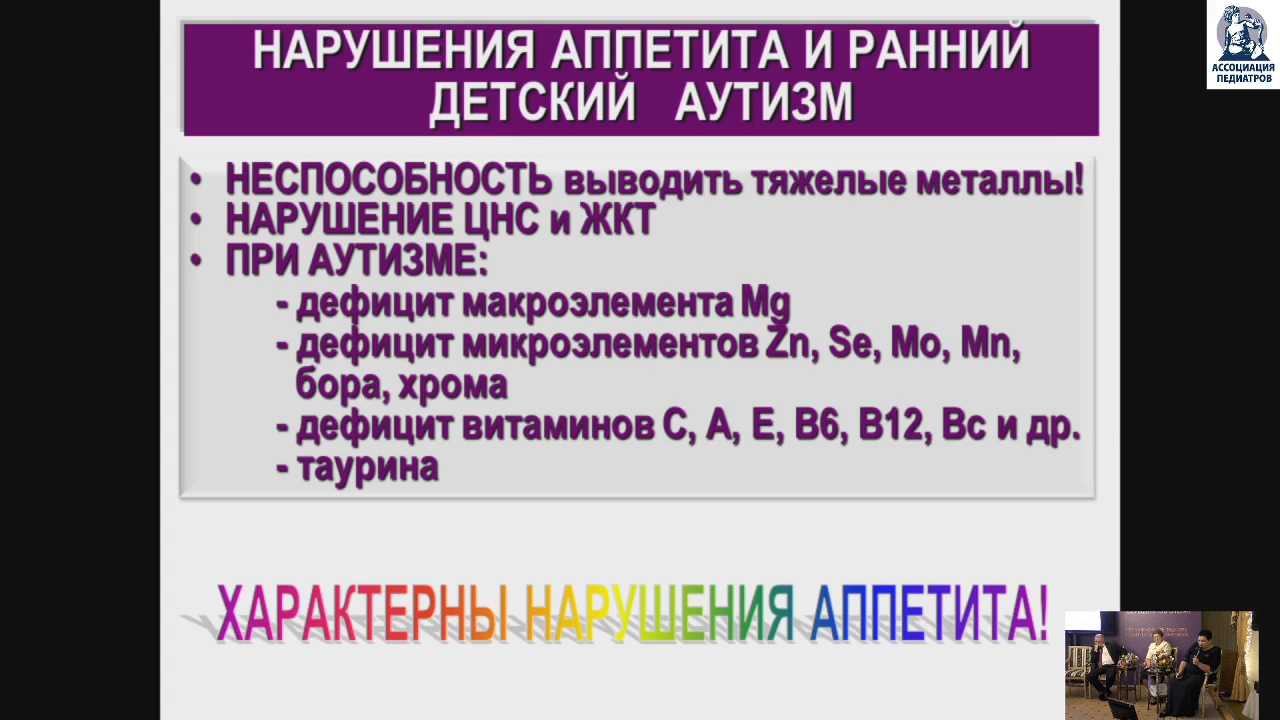 НАРУШЕНИЯ АППЕТИТА И РАННИЙ
ДЕТСКИЙ АУТИЗМ
• НЕСПОСОБНОСТЬ выводить тяжелые металлы!
• НАРУШЕНИЕ ЦНС и ЖКТ
• ПРИ АУТИЗМЕ:
- дефицит макроэлемента Mg
- дефицит микроэлементов Zn, Se, Mo, Mn,
бора, хрома
- дефицит витаминов С, А, Е, В6, В12, Вс и др.
- таурина
ХАРАКТЕРНЫ НАРУШЕНИЯ АППЕТИТА!
АССОЦИАЦИЯ
ПЕДИАТРОВ